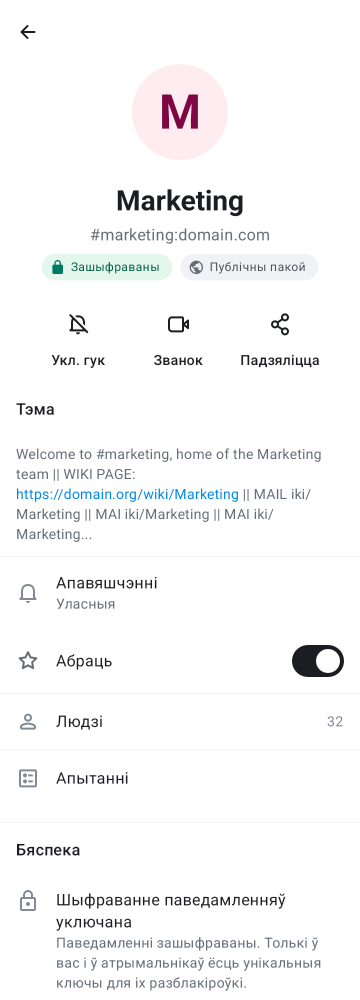 M
Marketing
#marketing:domain.com
Зашыфраваны
Публічны пакой
Укл. гук
Званок
Падзяліцца
Тэма
Welcome to #marketing, home of the Marketing
team || WIKI PAGE:
https://domain.org/wiki/Marketing || MAIL iki/
Marketing || MAI iki/Marketing || MAI iki/
Marketing...
Апавяшчэнні
Уласныя
Абраць
Людзі
32
Апытанні
Бяспека
Шыфраванне паведамленняў
уключана
Паведамленні зашыфраваны. Толькі ў
вас і ў атрымальнікаў ёсць унікальныя
ключы для іх разблакіроўкі.